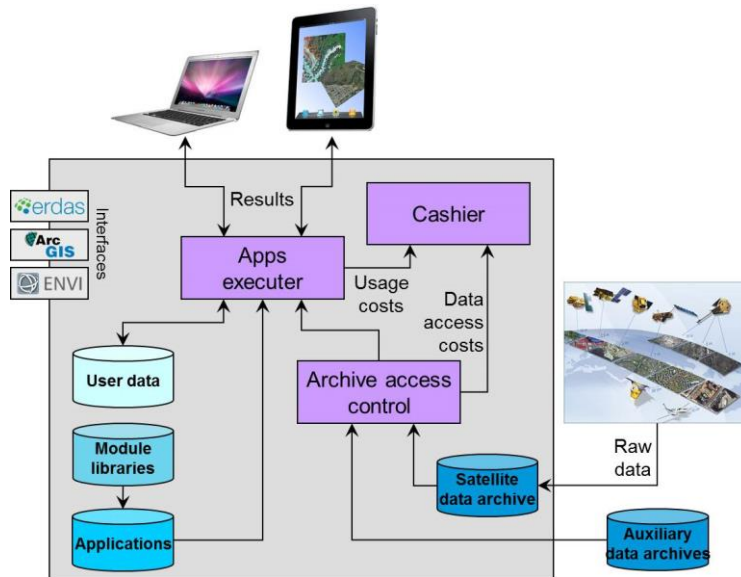 Results
erdas
Arc
GIS
ENVI
Interfaces
Cashier
Apps
executer
Usage
costs
Data
access
costs
User data
Archive access
control
Module
libraries
Raw
data
Satellite
data archive
Applications
Auxiliary
data archives